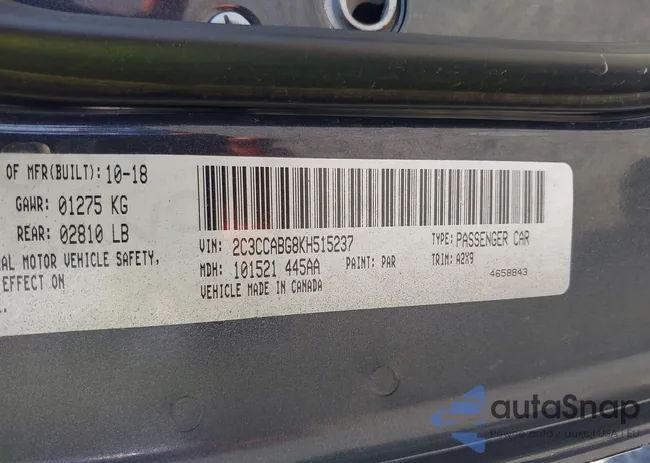 OF MFR(BUILT): 10-18
GAWR: 01275 KG
REAR: 02810 LB
AL MOTOR VEHICLE SAFETY,
EFFECT ON
VIN: 2C3CCABG8KH515237
TYPE: PASSENGER CAR
MDH: 101521 445AA
PAINT: PAR
TRIM: A2X9
VEHICLE MADE IN CANADA
4658843
autoSnap